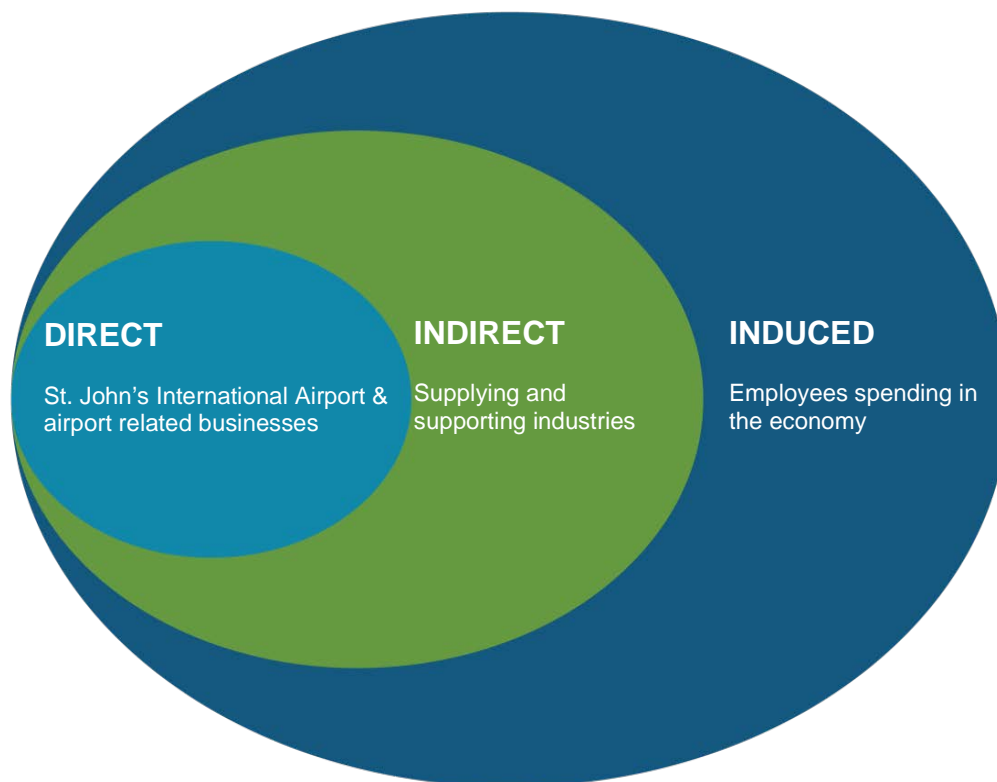 DIRECT
St. John’s International Airport &
airport related businesses
INDIRECT
Supplying and
supporting industries
INDUCED
Employees spending in
the economy